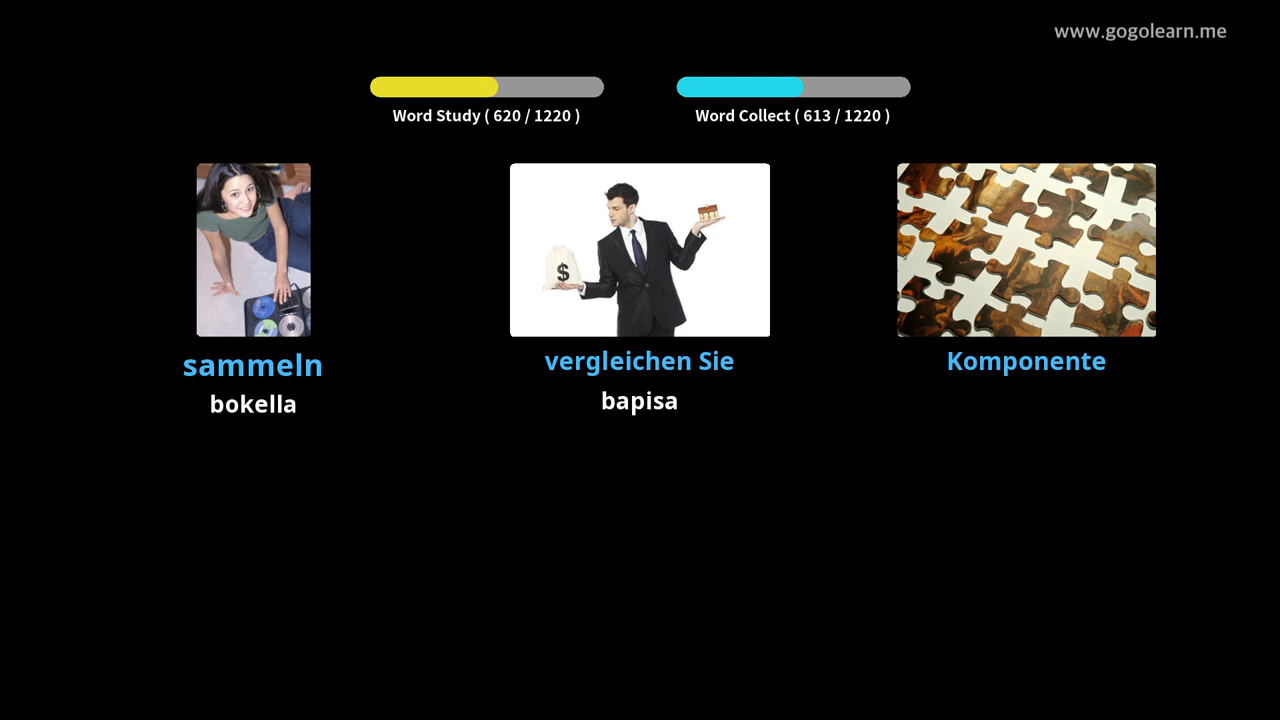 www.gogolearn.me
Word Study ( 620 / 1220 )
Word Collect ( 613 / 1220 )
$
sammeln
bokella
vergleichen Sie
bapisa
Komponente